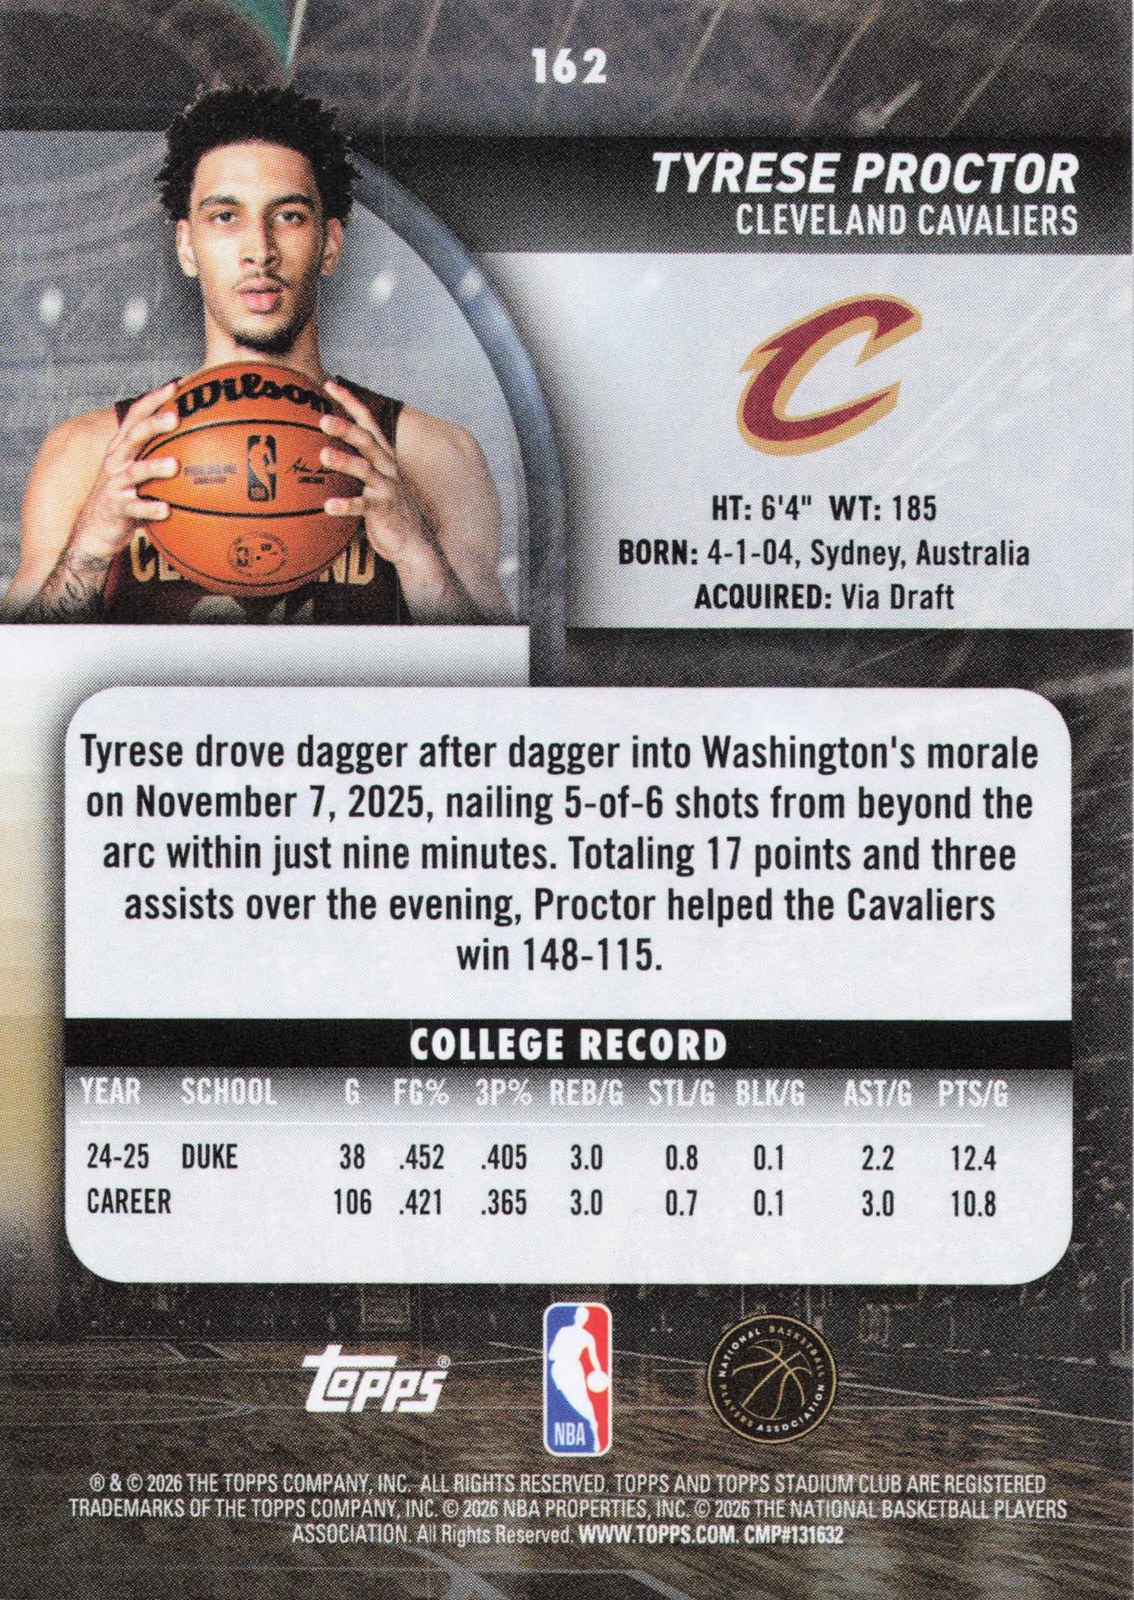 162
TYRESE PROCTOR
CLEVELAND CAVALIERS
Wilson
HT: 6'4" WT: 185
BORN: 4-1-04, Sydney, Australia
ACQUIRED: Via Draft
Tyrese drove dagger after dagger into Washington's morale
on November 7, 2025, nailing 5-of-6 shots from beyond the
arc within just nine minutes. Totaling 17 points and three
assists over the evening, Proctor helped the Cavaliers
win 148-115.
COLLEGE RECORD
YEAR SCHOOL G FG% 3P% REB/G STL/G BLK/G AST/G PTS/G
24-25 DUKE 38 .452 .405 3.0 0.8 0.1 2.2 12.4
CAREER 106 .421 .365 3.0 0.7 0.1 3.0 10.8
topps®
NBA
NATIONAL BASKETBALL
PLAYERS ASSOCIATION
® & © 2026 THE TOPPS COMPANY, INC. ALL RIGHTS RESERVED. TOPPS AND TOPPS STADIUM CLUB ARE REGISTERED
TRADEMARKS OF THE TOPPS COMPANY, INC. © 2026 NBA PROPERTIES, INC. © 2026 THE NATIONAL BASKETBALL PLAYERS
ASSOCIATION. All Rights Reserved. WWW.TOPPS.COM. CMP#131632